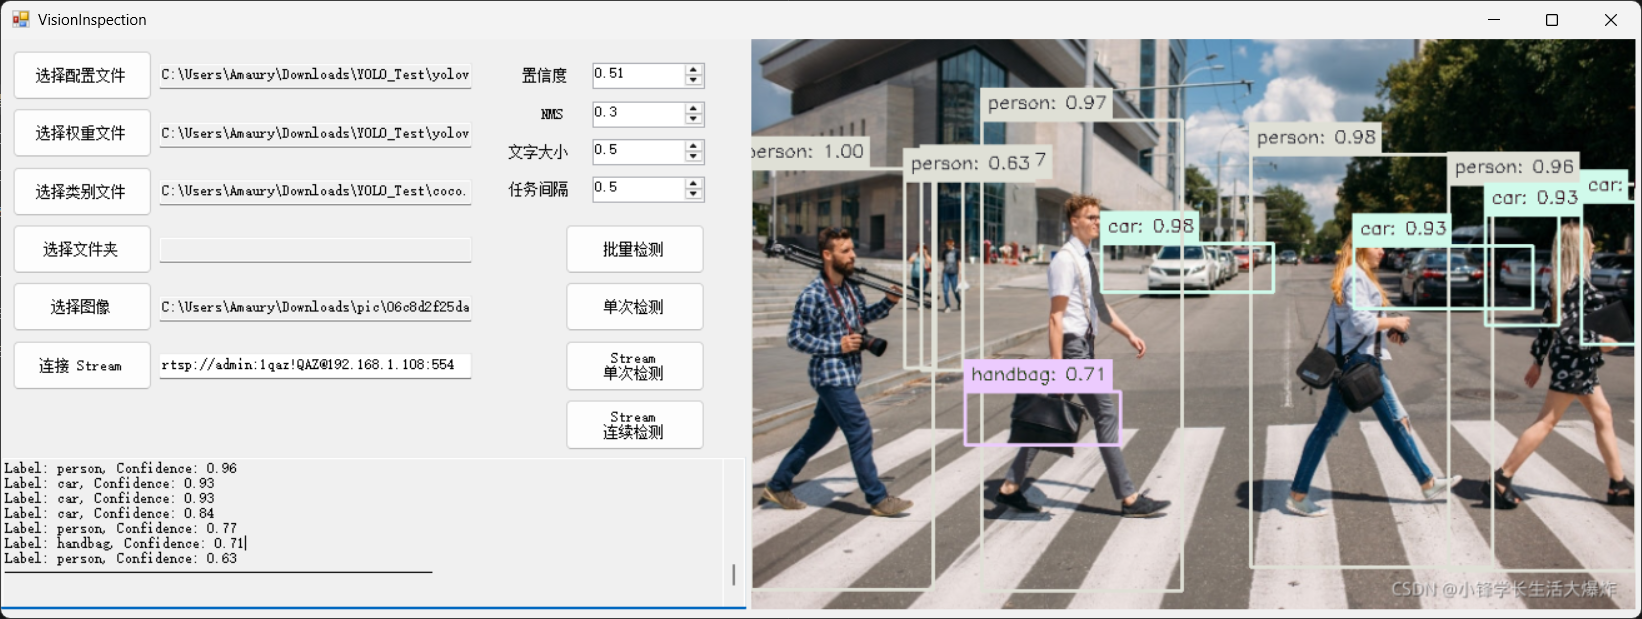 VisionInspection
选择配置文件
C:\Users\Amaury\Downloads\YOLO_Test\yolov
置信度
0.51
选择权重文件
C:\Users\Amaury\Downloads\YOLO_Test\yolov
NMS
0.3
选择类别文件
C:\Users\Amaury\Downloads\YOLO_Test\coco.
文字大小
0.5
任务间隔
0.5
选择文件夹
批量检测
选择图像
C:\Users\Amaury\Downloads\pic\06c8d2f25da
单次检测
连接 Stream
rtsp://admin:1qaz!QAZ@192.168.1.108:554
Stream
单次检测
Stream
连续检测
Label: person, Confidence: 0.96
Label: car, Confidence: 0.93
Label: car, Confidence: 0.93
Label: car, Confidence: 0.84
Label: person, Confidence: 0.77
Label: handbag, Confidence: 0.71
Label: person, Confidence: 0.63
person: 0.97
person: 0.98
person: 1.00
person: 0.63
7
person: 0.96
car:
car: 0.93
car: 0.98
car: 0.93
handbag: 0.71
CSDN @小锋学长生活大爆炸